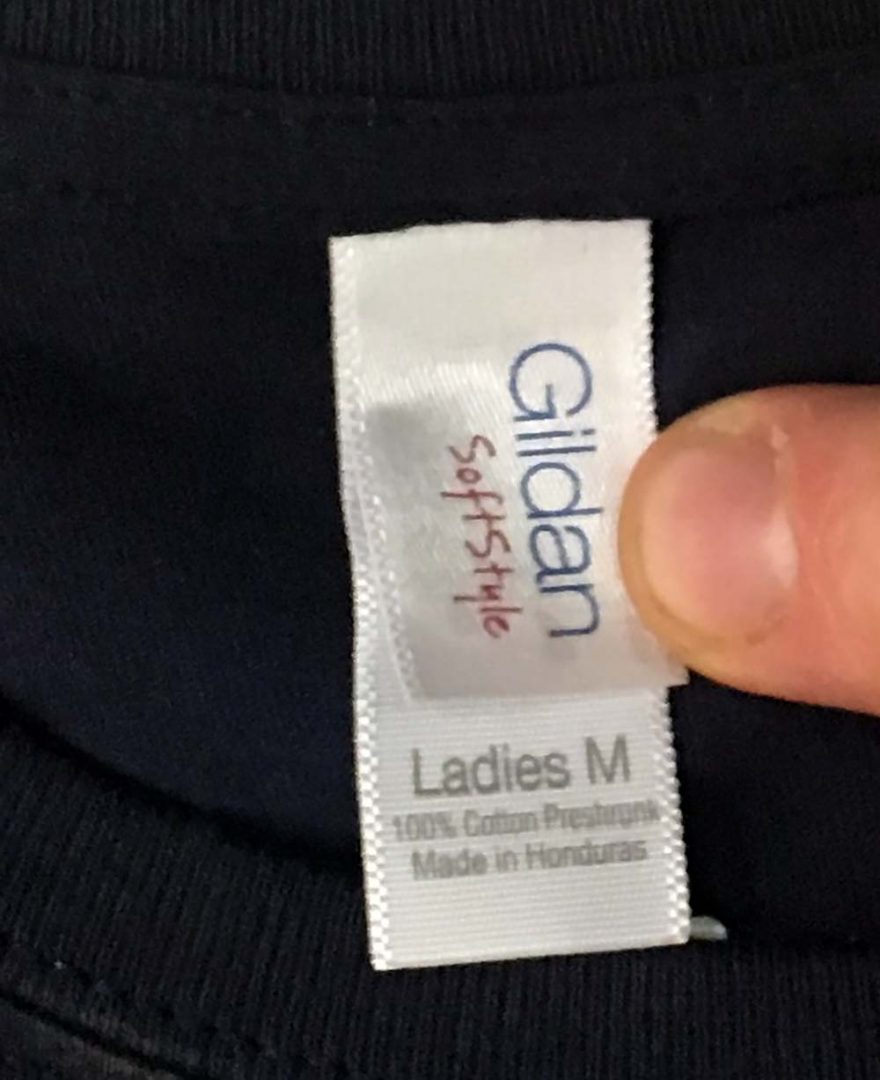 Gildan
SoftStyle
Ladies M
100% Cotton Preshrunk
Made in Honduras